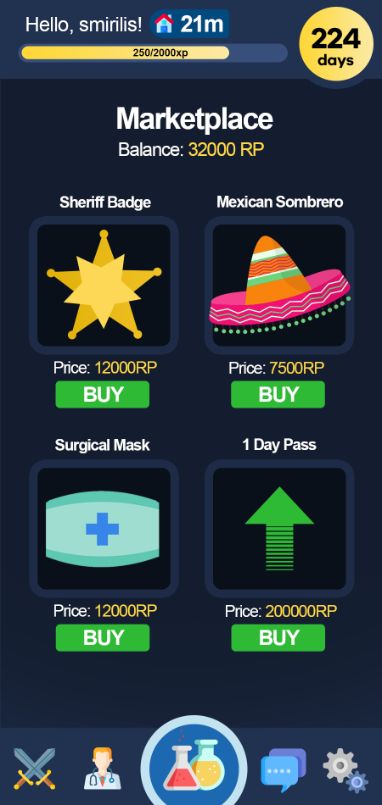 Hello, smirilis! 21m
250/2000xp
224
days
Marketplace
Balance: 32000 RP
Sheriff Badge
Mexican Sombrero
Price: 12000RP
Price: 7500RP
BUY
BUY
Surgical Mask
1 Day Pass
Price: 12000RP
Price: 200000RP
BUY
BUY